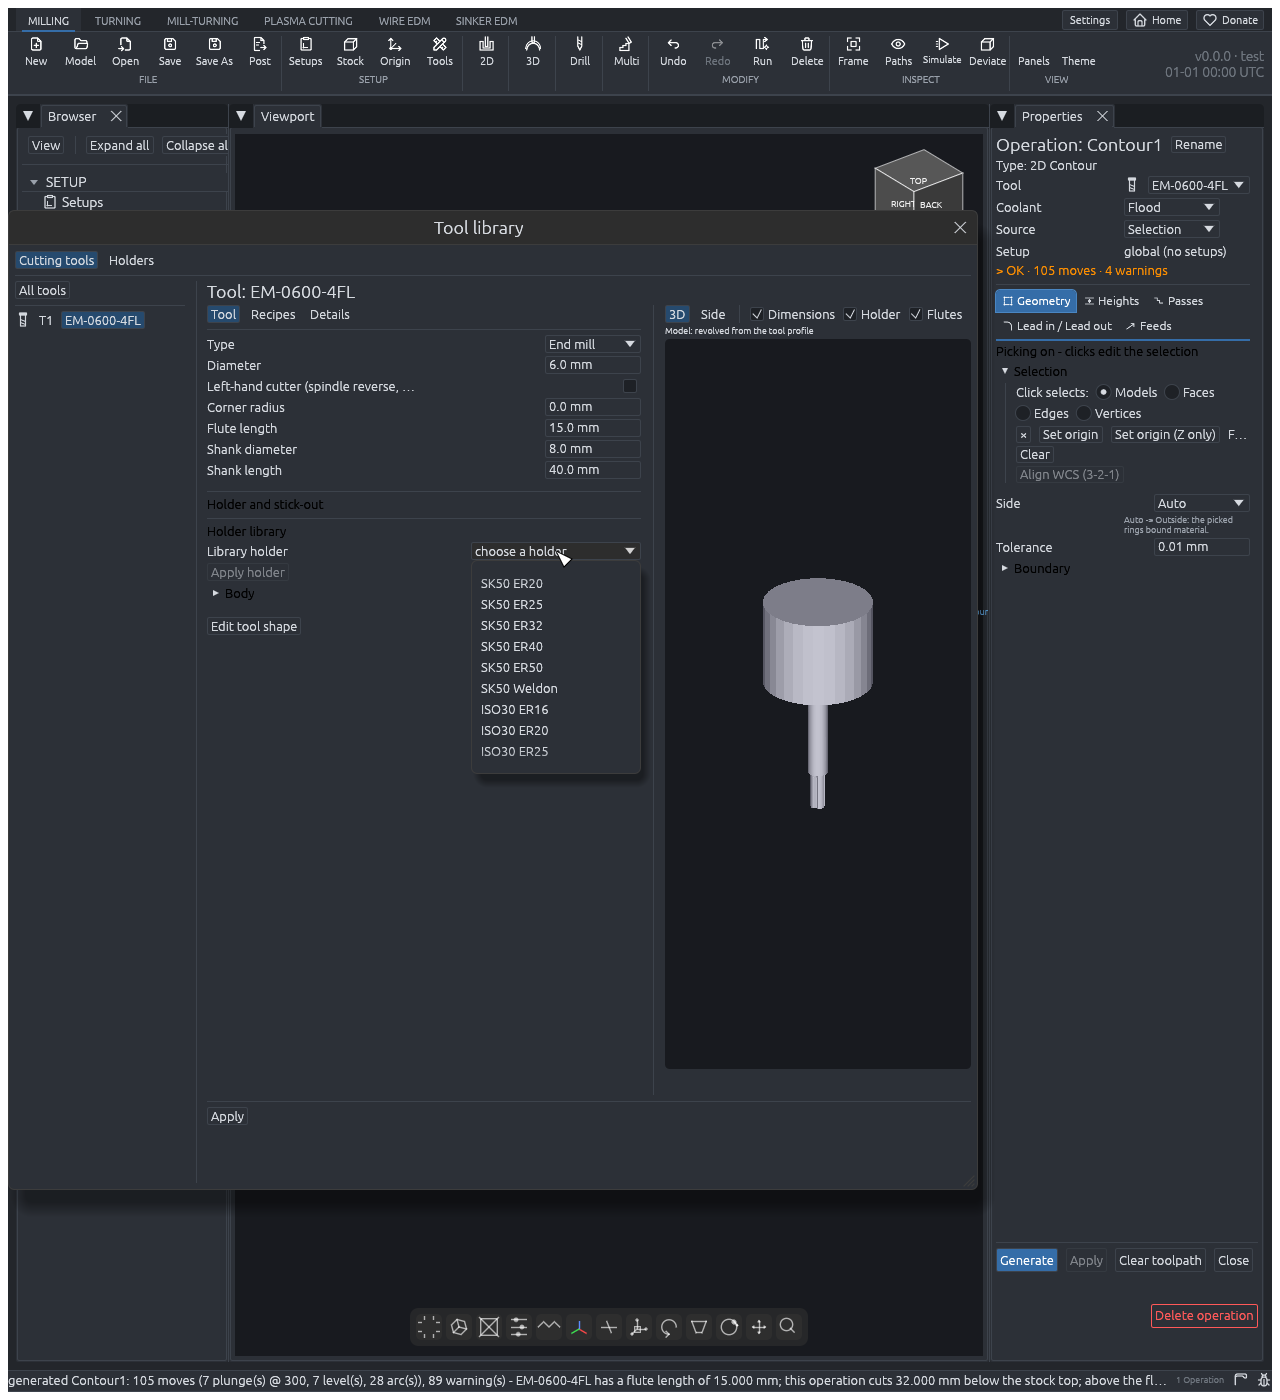 MILLING TURNING MILL-TURNING PLASMA CUTTING WIRE EDM SINKER EDM Settings Home Donate
New Model Open Save Save As Post Setups Stock Origin Tools 2D 3D Drill Multi Undo Redo Run Delete Frame Paths Simulate Deviate Panels Theme
FILE SETUP MODIFY INSPECT VIEW
v0.0.0 · test
01-01 00:00 UTC
Browser Viewport Properties
View Expand all Collapse al
SETUP
Setups
TOP
RIGHT BACK
Operation: Contour1 Rename
Type: 2D Contour
Tool EM-0600-4FL
Coolant Flood
Source Selection
Setup global (no setups)
> OK · 105 moves · 4 warnings
Geometry Heights Passes
Lead in / Lead out Feeds
Picking on - clicks edit the selection
Selection
Click selects: Models Faces
Edges Vertices
× Set origin Set origin (Z only) F...
Clear
Align WCS (3-2-1)
Side Auto
Auto -> Outside: the picked
rings bound material.
Tolerance 0.01 mm
Boundary
Tool library
Cutting tools Holders
All tools
T1 EM-0600-4FL
Tool: EM-0600-4FL
Tool Recipes Details
Type End mill
Diameter 6.0 mm
Left-hand cutter (spindle reverse, ...
Corner radius 0.0 mm
Flute length 15.0 mm
Shank diameter 8.0 mm
Shank length 40.0 mm
Holder and stick-out
Holder library
Library holder choose a holder
Apply holder
Body
Edit tool shape
SK50 ER20
SK50 ER25
SK50 ER32
SK50 ER40
SK50 ER50
SK50 Weldon
ISO30 ER16
ISO30 ER20
ISO30 ER25
3D Side Dimensions Holder Flutes
Model: revolved from the tool profile
our
Apply
Generate Apply Clear toolpath Close
Delete operation
generated Contour1: 105 moves (7 plunge(s) @ 300, 7 level(s), 28 arc(s)), 89 warning(s) - EM-0600-4FL has a flute length of 15.000 mm; this operation cuts 32.000 mm below the stock top; above the fl... 1 Operation